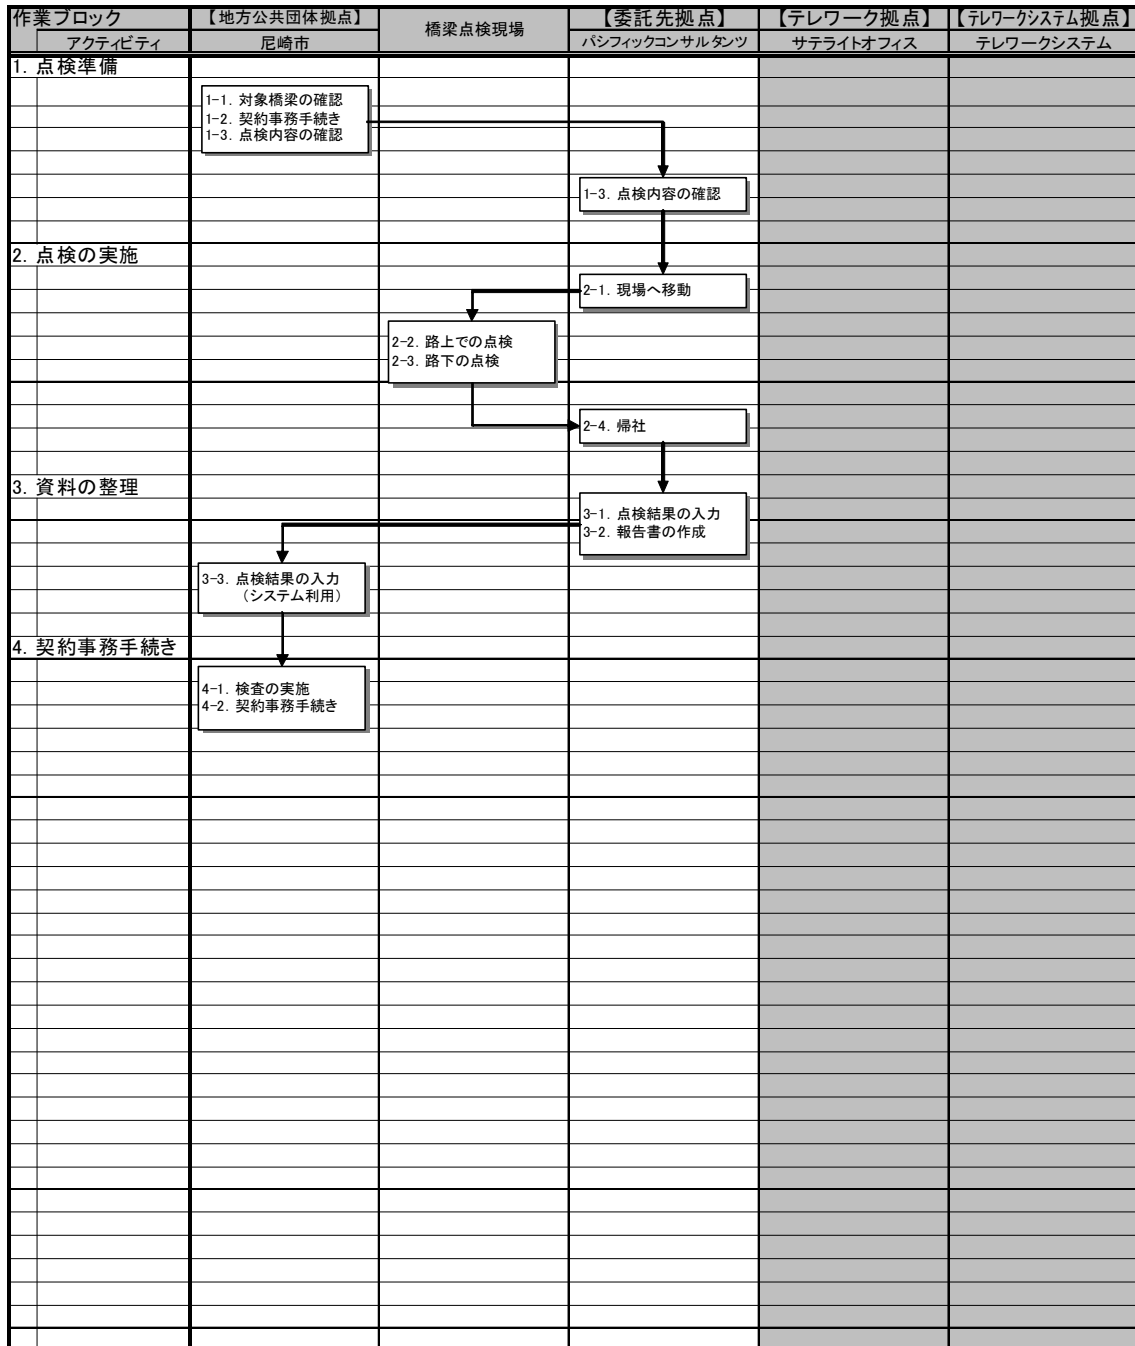 作業ブロック
アクティビティ
【地方公共団体拠点】
尼崎市
橋梁点検現場
【委託先拠点】
パシフィックコンサルタンツ
【テレワーク拠点】
サテライトオフィス
【テレワークシステム拠点】
テレワークシステム
1. 点検準備
1-1. 対象橋梁の確認
1-2. 契約事務手続き
1-3. 点検内容の確認
1-3. 点検内容の確認
2. 点検の実施
2-1. 現場へ移動
2-2. 路上での点検
2-3. 路下の点検
2-4. 帰社
3. 資料の整理
3-1. 点検結果の入力
3-2. 報告書の作成
3-3. 点検結果の入力
（システム利用）
4. 契約事務手続き
4-1. 検査の実施
4-2. 契約事務手続き